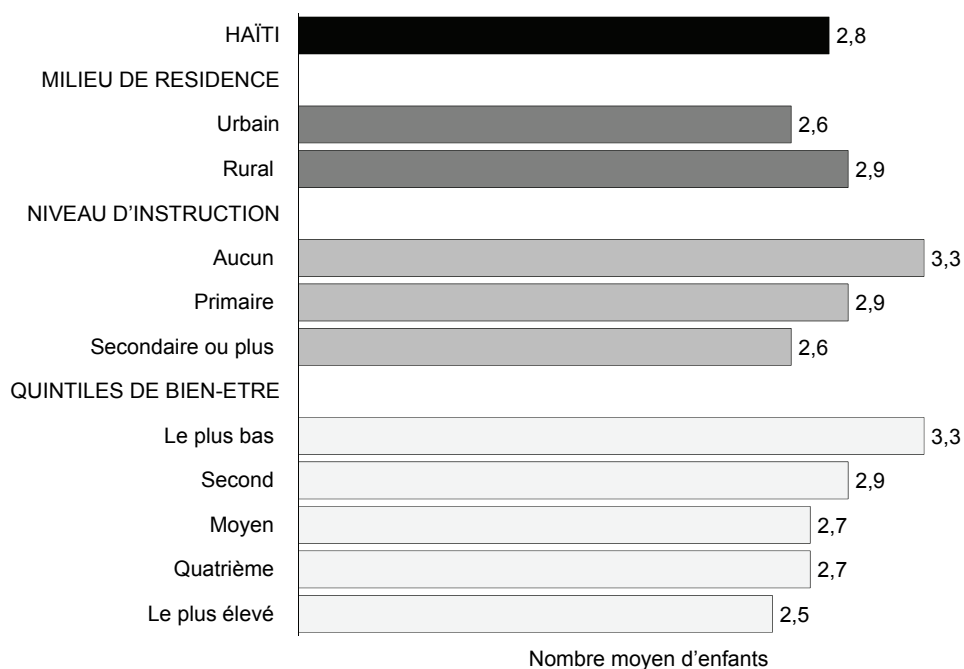 HAÏTI 2,8
MILIEU DE RESIDENCE
Urbain 2,6
Rural 2,9
NIVEAU D’INSTRUCTION
Aucun 3,3
Primaire 2,9
Secondaire ou plus 2,6
QUINTILES DE BIEN-ETRE
Le plus bas 3,3
Second 2,9
Moyen 2,7
Quatrième 2,7
Le plus élevé 2,5
Nombre moyen d’enfants